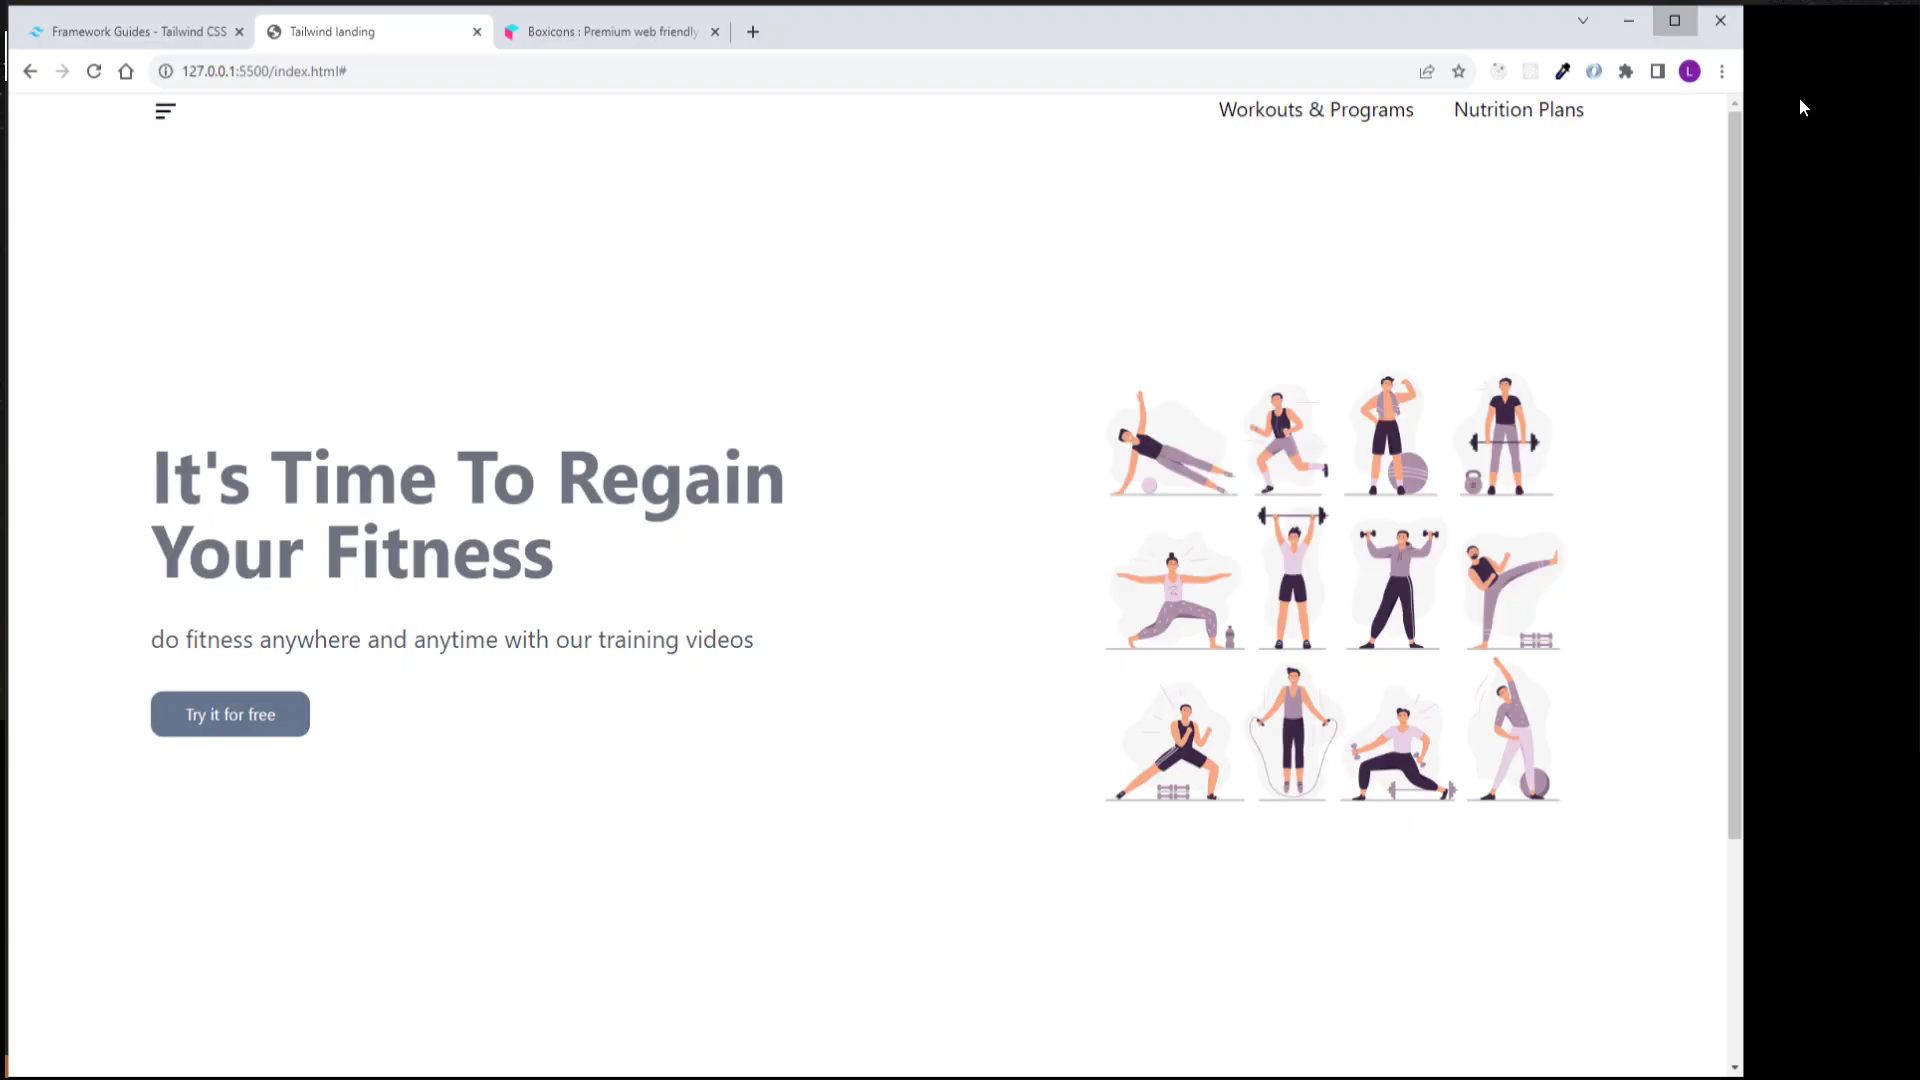 Framework Guides - Tailwind CSS
Tailwind landing
Boxicons : Premium web friendly
127.0.0.1:5500/index.html#
L
Workouts & Programs
Nutrition Plans
It's Time To Regain
Your Fitness
do fitness anywhere and anytime with our training videos
Try it for free